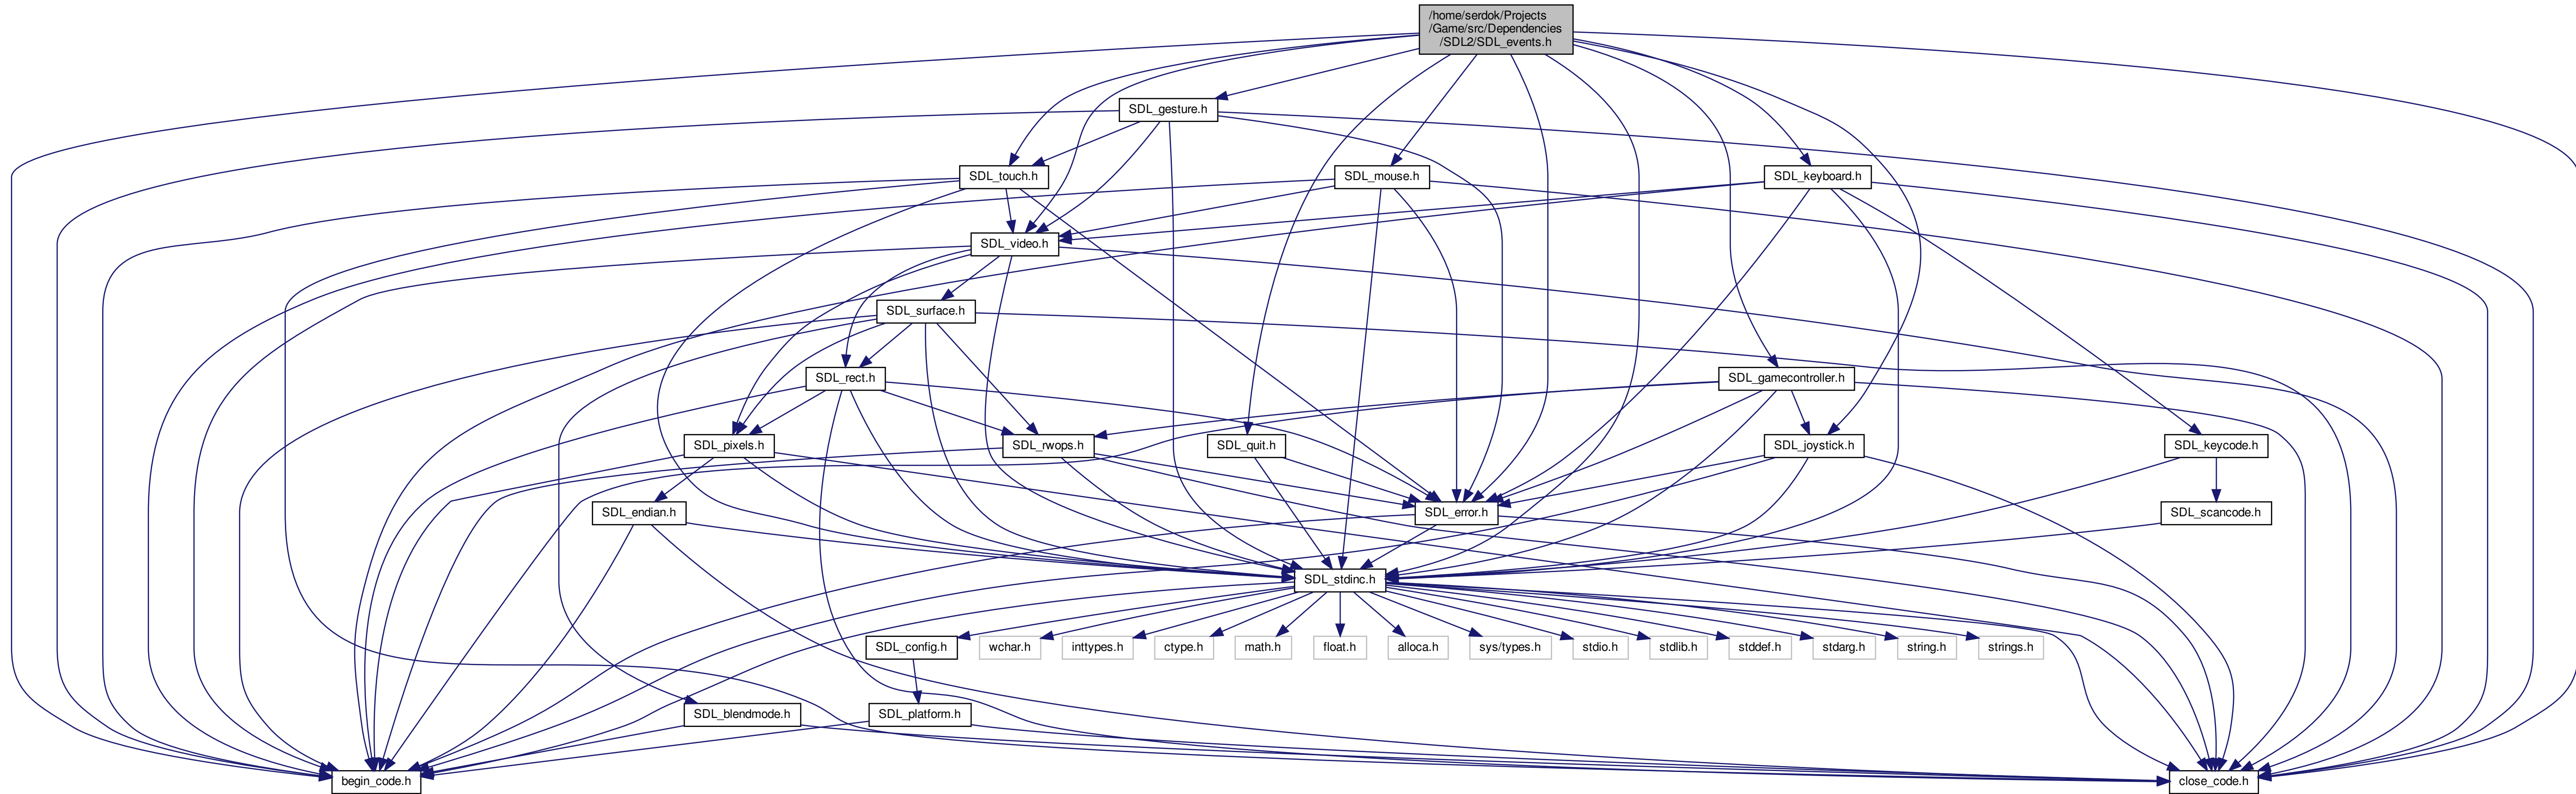 /home/serdok/Projects
/Game/src/Dependencies
/SDL2/SDL_events.h
SDL_gesture.h
SDL_touch.h
SDL_mouse.h
SDL_keyboard.h
SDL_video.h
SDL_surface.h
SDL_rect.h
SDL_gamecontroller.h
SDL_pixels.h
SDL_rwops.h
SDL_quit.h
SDL_joystick.h
SDL_keycode.h
SDL_endian.h
SDL_error.h
SDL_scancode.h
SDL_stdinc.h
SDL_config.h
wchar.h
inttypes.h
ctype.h
math.h
float.h
alloca.h
sys/types.h
stdio.h
stdlib.h
stddef.h
stdarg.h
string.h
strings.h
SDL_blendmode.h
SDL_platform.h
begin_code.h
close_code.h